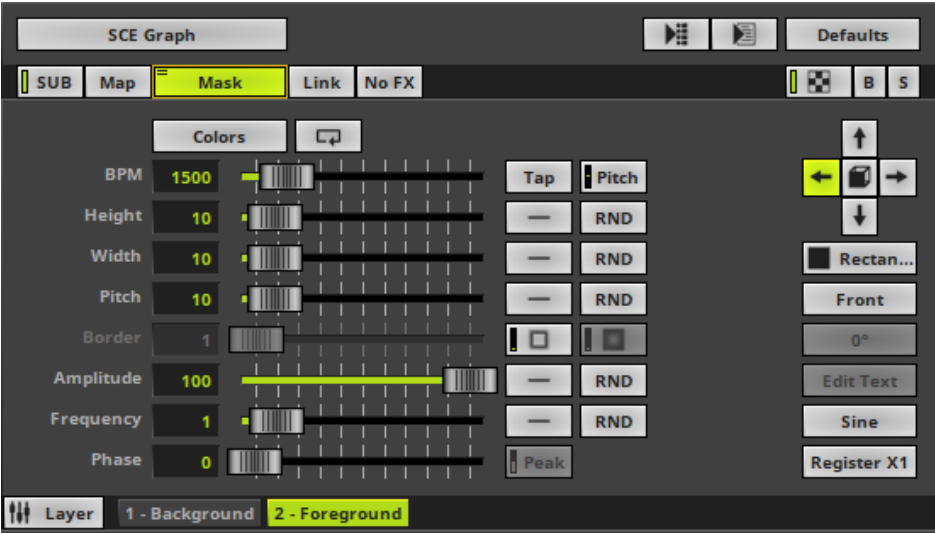 SCE Graph Defaults
SUB Map Mask Link No FX B S
Colors
BPM 1500 Tap Pitch
Height 10 — RND
Width 10 — RND Rectan...
Pitch 10 — RND Front
Border 1 0°
Amplitude 100 — RND Edit Text
Frequency 1 — RND Sine
Phase 0 Peak Register X1
Layer 1 - Background 2 - Foreground